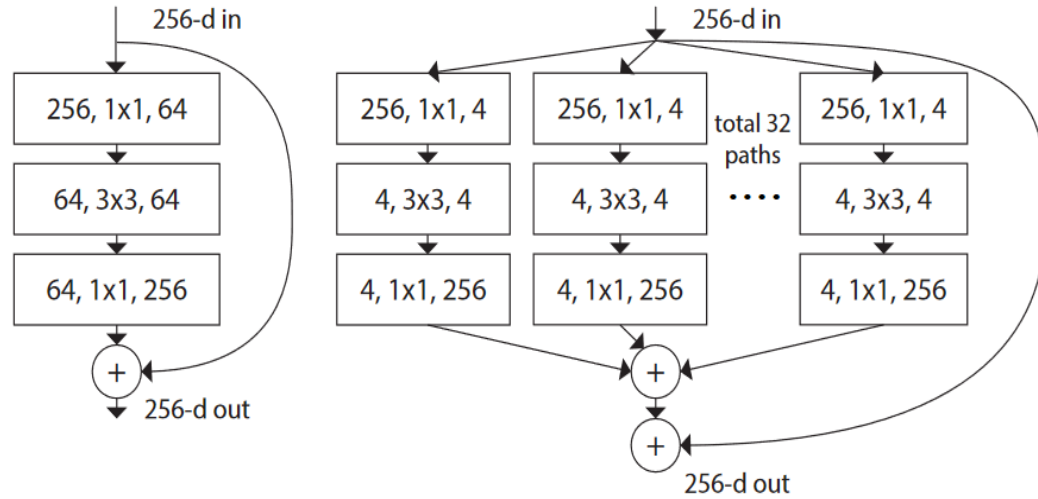 256-d in
256, 1x1, 64
64, 3x3, 64
64, 1x1, 256
+
256-d out
256-d in
256, 1x1, 4
256, 1x1, 4
total 32
paths
256, 1x1, 4
4, 3x3, 4
4, 3x3, 4
....
4, 3x3, 4
4, 1x1, 256
4, 1x1, 256
4, 1x1, 256
+
+
256-d out